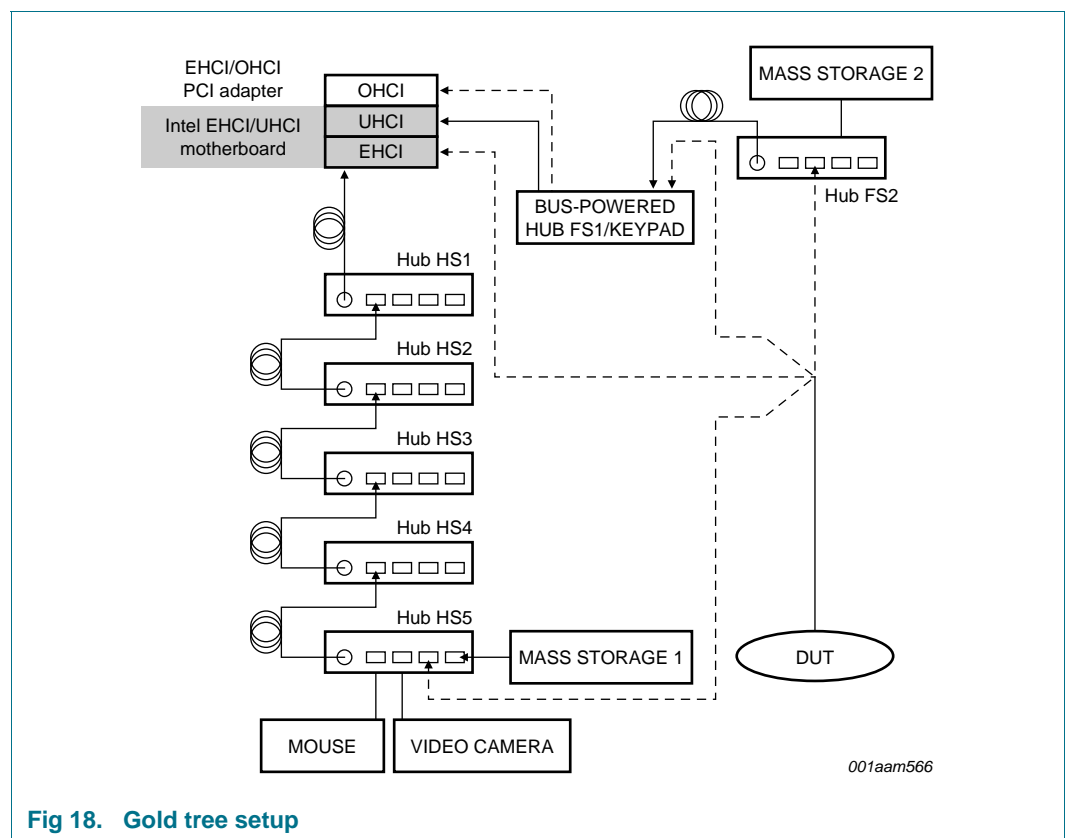 EHCI/OHCI
PCI adapter
OHCI
Intel EHCI/UHCI
motherboard
UHCI
EHCI
MASS STORAGE 2
Hub FS2
BUS-POWERED
HUB FS1/KEYPAD
Hub HS1
Hub HS2
Hub HS3
Hub HS4
Hub HS5
MASS STORAGE 1
DUT
MOUSE
VIDEO CAMERA
001aam566
Fig 18. Gold tree setup